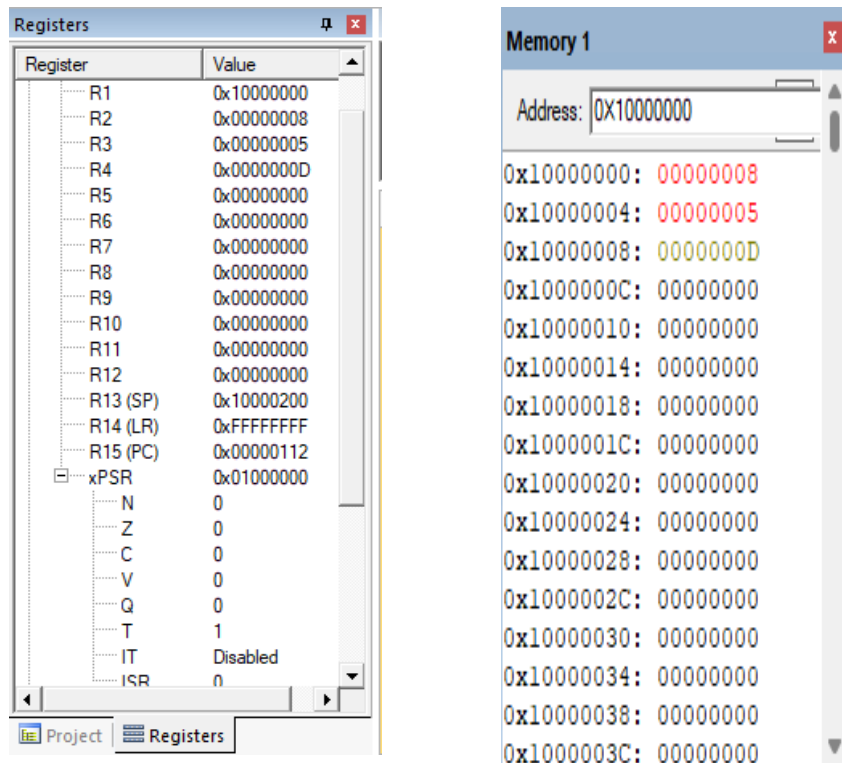 Registers
Register Value
R1 0x10000000
R2 0x00000008
R3 0x00000005
R4 0x0000000D
R5 0x00000000
R6 0x00000000
R7 0x00000000
R8 0x00000000
R9 0x00000000
R10 0x00000000
R11 0x00000000
R12 0x00000000
R13 (SP) 0x10000200
R14 (LR) 0xFFFFFFFF
R15 (PC) 0x00000112
xPSR 0x01000000
N 0
Z 0
C 0
V 0
Q 0
T 1
IT Disabled
ISR 0
Project Registers
Memory 1
Address: 0X10000000
0x10000000: 00000008
0x10000004: 00000005
0x10000008: 0000000D
0x1000000C: 00000000
0x10000010: 00000000
0x10000014: 00000000
0x10000018: 00000000
0x1000001C: 00000000
0x10000020: 00000000
0x10000024: 00000000
0x10000028: 00000000
0x1000002C: 00000000
0x10000030: 00000000
0x10000034: 00000000
0x10000038: 00000000
0x1000003C: 00000000